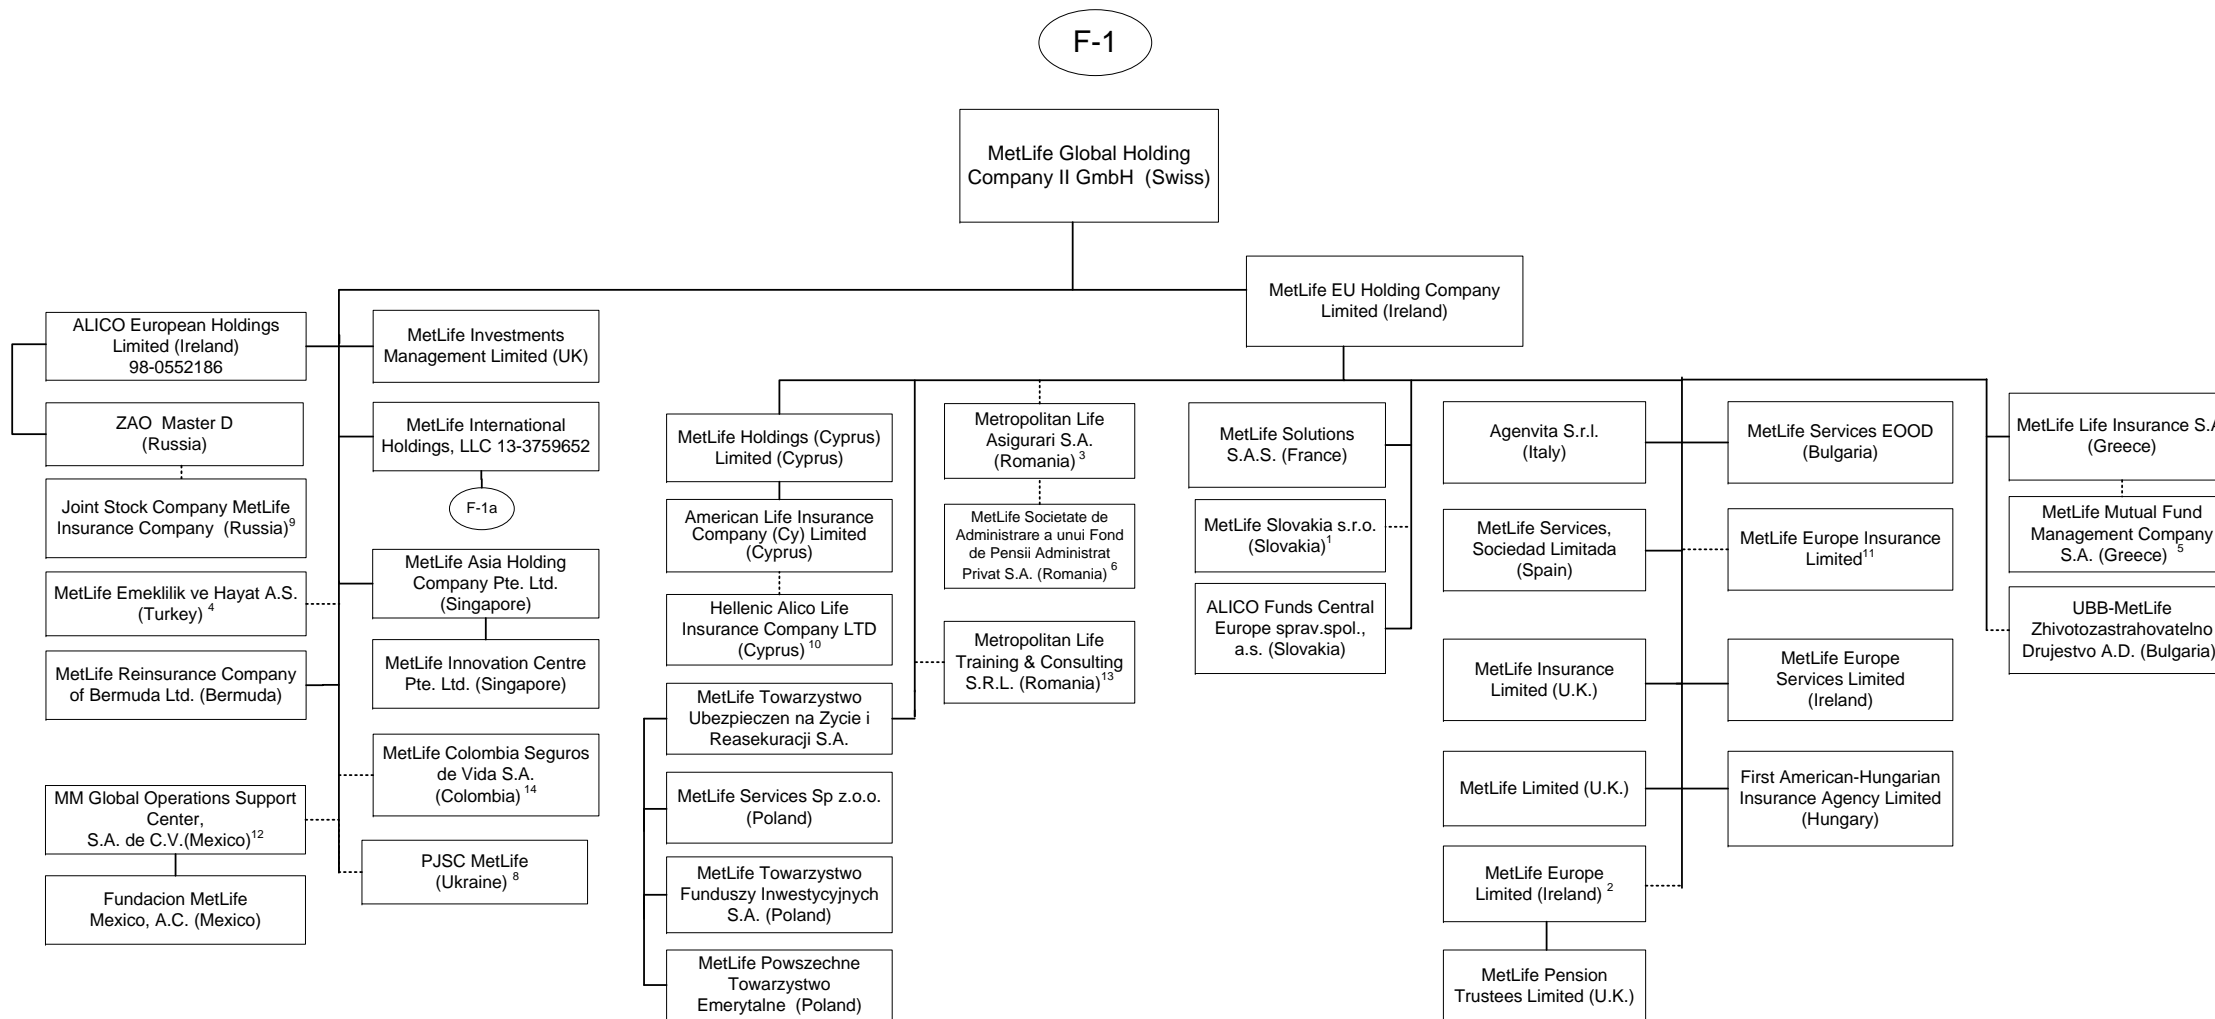 F-1
MetLife Global Holding
Company II GmbH (Swiss)
MetLife EU Holding Company
Limited (Ireland)
ALICO European Holdings
Limited (Ireland)
98-0552186
ZAO Master D
(Russia)
Joint Stock Company MetLife
Insurance Company (Russia)9
MetLife Emeklilik ve Hayat A.S.
(Turkey) 4
MetLife Reinsurance Company
of Bermuda Ltd. (Bermuda)
MM Global Operations Support
Center,
S.A. de C.V.(Mexico)12
Fundacion MetLife
Mexico, A.C. (Mexico)
MetLife Investments
Management Limited (UK)
MetLife International
Holdings, LLC 13-3759652
F-1a
MetLife Asia Holding
Company Pte. Ltd.
(Singapore)
MetLife Innovation Centre
Pte. Ltd. (Singapore)
MetLife Colombia Seguros
de Vida S.A.
(Colombia) 14
PJSC MetLife
(Ukraine) 8
MetLife Holdings (Cyprus)
Limited (Cyprus)
American Life Insurance
Company (Cy) Limited
(Cyprus)
Hellenic Alico Life
Insurance Company LTD
(Cyprus) 10
MetLife Towarzystwo
Ubezpieczen na Zycie i
Reasekuracji S.A.
MetLife Services Sp z.o.o.
(Poland)
MetLife Towarzystwo
Funduszy Inwestycyjnych
S.A. (Poland)
MetLife Powszechne
Towarzystwo
Emerytalne (Poland)
Metropolitan Life
Asigurari S.A.
(Romania) 3
MetLife Societate de
Administrare a unui Fond
de Pensii Administrat
Privat S.A. (Romania) 6
Metropolitan Life
Training & Consulting
S.R.L. (Romania)13
MetLife Solutions
S.A.S. (France)
MetLife Slovakia s.r.o.
(Slovakia)1
ALICO Funds Central
Europe sprav.spol.,
a.s. (Slovakia)
Agenvita S.r.l.
(Italy)
MetLife Services,
Sociedad Limitada
(Spain)
MetLife Insurance
Limited (U.K.)
MetLife Limited (U.K.)
MetLife Europe
Limited (Ireland) 2
MetLife Pension
Trustees Limited (U.K.)
MetLife Services EOOD
(Bulgaria)
MetLife Europe Insurance
Limited11
MetLife Europe
Services Limited
(Ireland)
First American-Hungarian
Insurance Agency Limited
(Hungary)
MetLife Life Insurance
(Greece)
MetLife Mutual Fund
Management Company
S.A. (Greece) 5
UBB-MetLife
Zhivotozastrahovatelno
Drujestvo A.D. (Bulgaria)